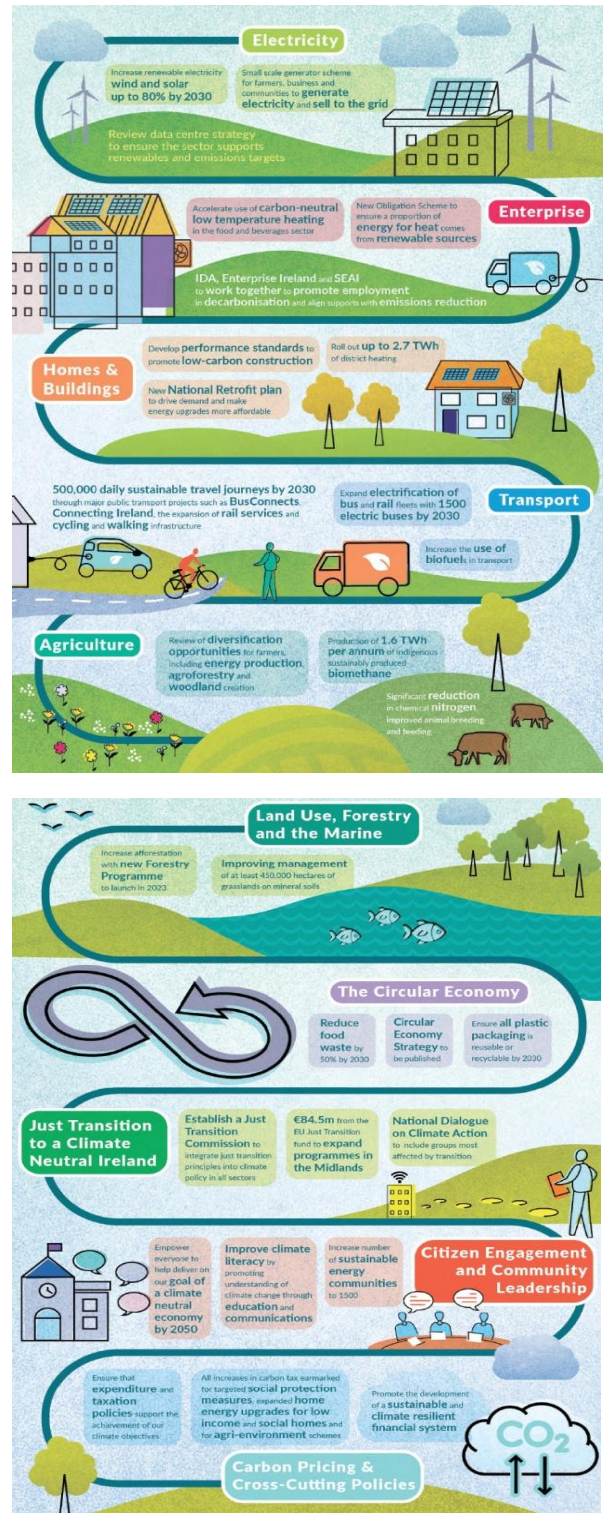 Electricity
Increase renewable electricity
wind and solar
up to 80% by 2030
Small scale generator scheme
for farmers, business and
communities to generate
electricity and sell to the grid
Review data centre strategy
to ensure the sector supports
renewables and emissions targets
Accelerate use of carbon-neutral
low temperature heating
in the food and beverages sector
New Obligation Scheme to
ensure a proportion of
energy for heat comes
from renewable sources
Enterprise
IDA, Enterprise Ireland and SEAI
to work together to promote employment
in decarbonisation and align supports with emissions reduction
Homes &
Buildings
Develop performance standards to
promote low-carbon construction
Roll out up to 2.7 TWh
of district heating
New National Retrofit plan
to drive demand and make
energy upgrades more affordable
500,000 daily sustainable travel journeys by 2030
through major public transport projects such as BusConnects,
Connecting Ireland, the expansion of rail services and
cycling and walking infrastructure
Expand electrification of
bus and rail fleets with 1500
electric buses by 2030
Transport
Increase the use of
biofuels in transport
Agriculture
Review of diversification
opportunities for farmers,
including energy production,
agroforestry and
woodland creation
Production of 1.6 TWh
per annum of indigenous
sustainably produced
biomethane
Significant reduction
in chemical nitrogen,
improved animal breeding
and feeding
Land Use, Forestry
and the Marine
Increase afforestation
with new Forestry
Programme
to launch in 2023
Improving management
of at least 450,000 hectares of
grasslands on mineral soils
The Circular Economy
Reduce
food
waste by
50% by 2030
Circular
Economy
Strategy to
be published
Ensure all plastic
packaging is
reusable or
recyclable by 2030
Just Transition
to a Climate
Neutral Ireland
Establish a Just
Transition
Commission to
integrate just transition
principles into climate
policy in all sectors
€84.5m from the
EU Just Transition
fund to expand
programmes in
the Midlands
National Dialogue
on Climate Action
to include groups most
affected by transition
Empower
everyone to
help deliver on
our goal of
a climate
neutral
economy
by 2050
Improve climate
literacy by
promoting
understanding of
climate change through
education and
communications
Increase number
of sustainable
energy
communities
to 1500
Citizen Engagement
and Community
Leadership
Ensure that
expenditure and
taxation
policies support the
achievement of our
climate objectives
All increases in carbon tax earmarked
for targeted social protection
measures, expanded home
energy upgrades for low
income and social homes and
for agri-environment schemes
Promote the development
of a sustainable and
climate resilient
financial system
CO2
Carbon Pricing &
Cross-Cutting Policies